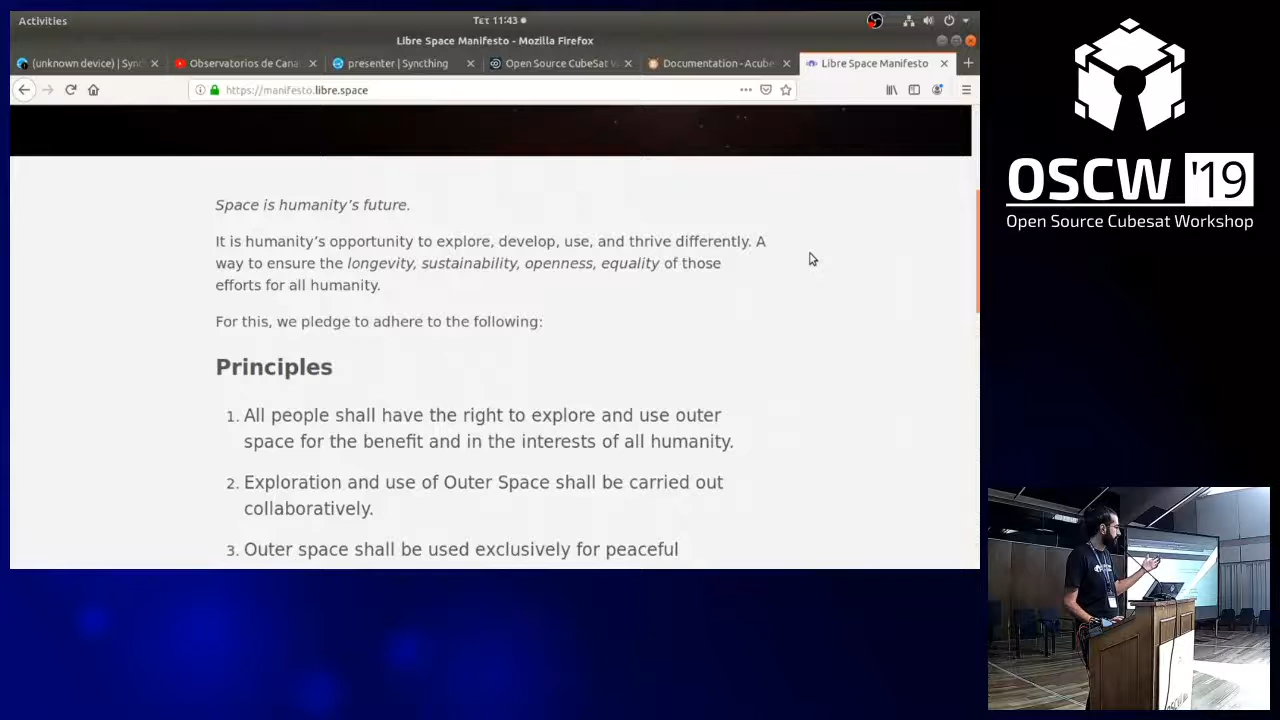 Activities
Τετ 11:43
Libre Space Manifesto - Mozilla Firefox
(unknown device) | Sync
Observatorios de Cana
presenter | Syncthing
Open Source CubeSat W
Documentation - Acube
Libre Space Manifesto
https://manifesto.libre.space
Space is humanity's future.
It is humanity's opportunity to explore, develop, use, and thrive differently. A
way to ensure the longevity, sustainability, openness, equality of those
efforts for all humanity.
For this, we pledge to adhere to the following:
Principles
1. All people shall have the right to explore and use outer
space for the benefit and in the interests of all humanity.
2. Exploration and use of Outer Space shall be carried out
collaboratively.
3. Outer space shall be used exclusively for peaceful
OSCW '19
Open Source Cubesat Workshop